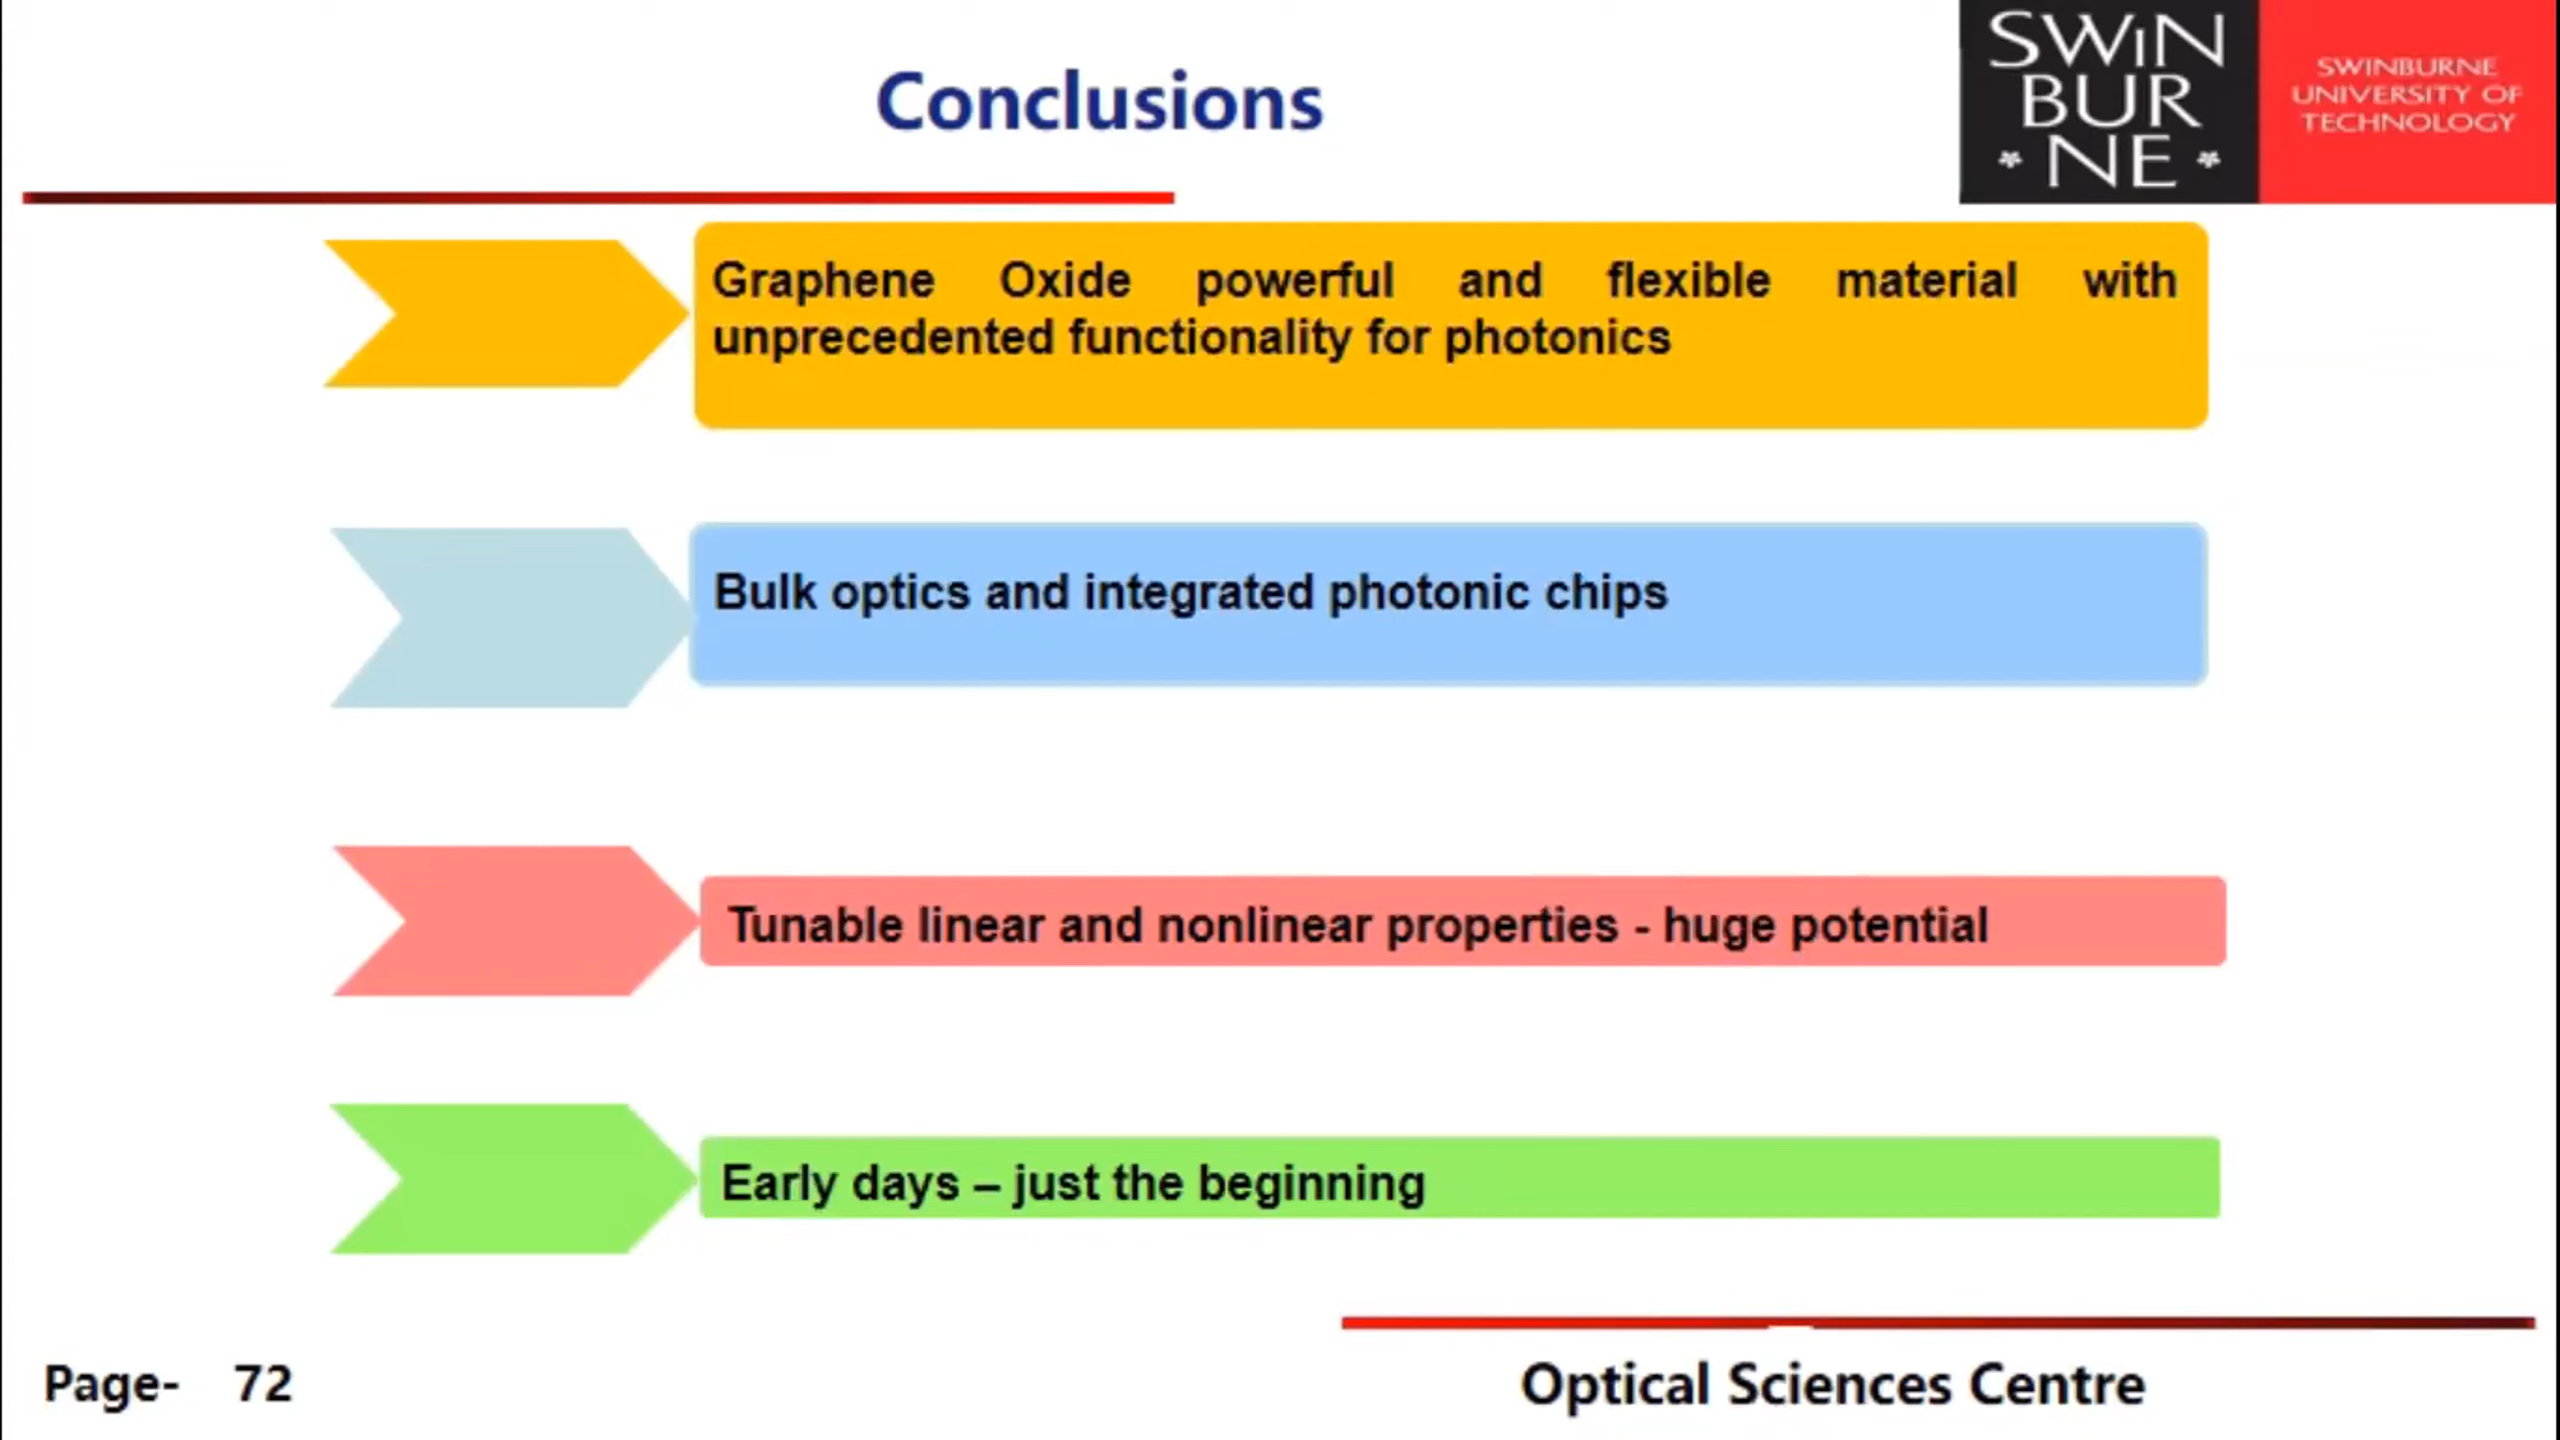 Conclusions
SWiN
BUR
* NE *
SWINBURNE
UNIVERSITY OF
TECHNOLOGY
Graphene Oxide powerful and flexible material with
unprecedented functionality for photonics
Bulk optics and integrated photonic chips
Tunable linear and nonlinear properties - huge potential
Early days – just the beginning
Page- 72
Optical Sciences Centre